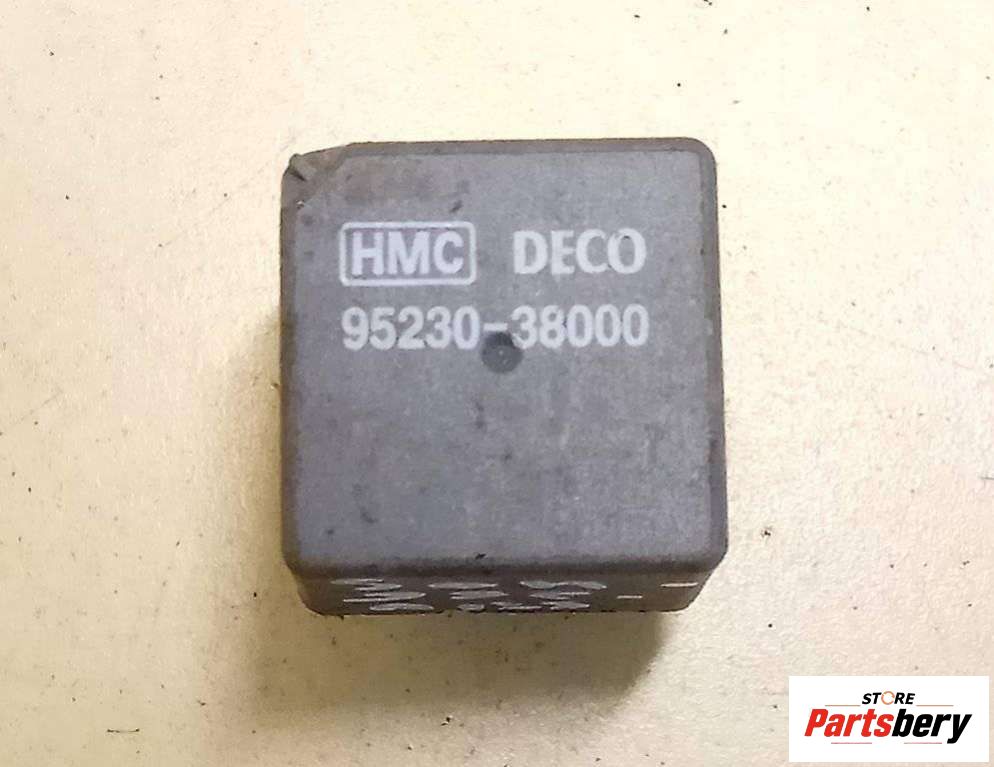 HMC DECO
95230-38000
STORE
Partsbery